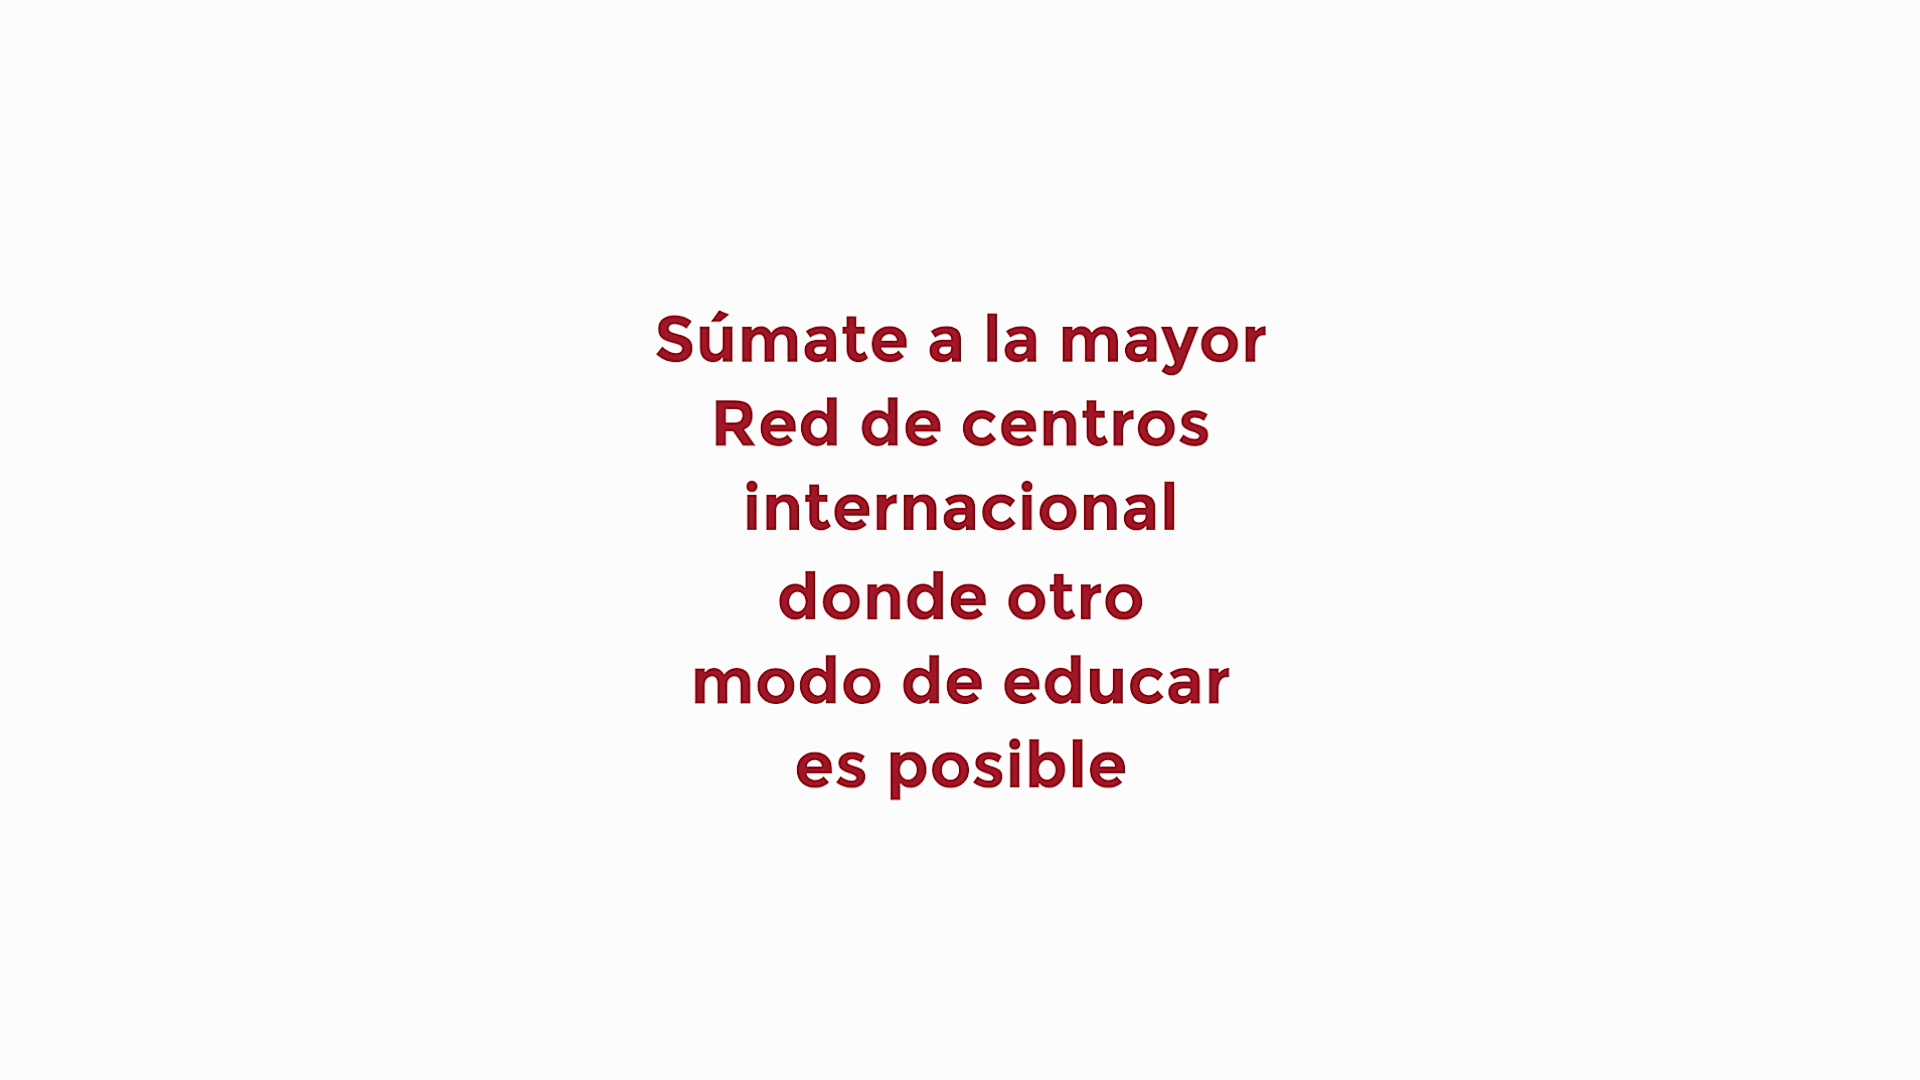 Súmate a la mayor
Red de centros
internacional
donde otro
modo de educar
es posible